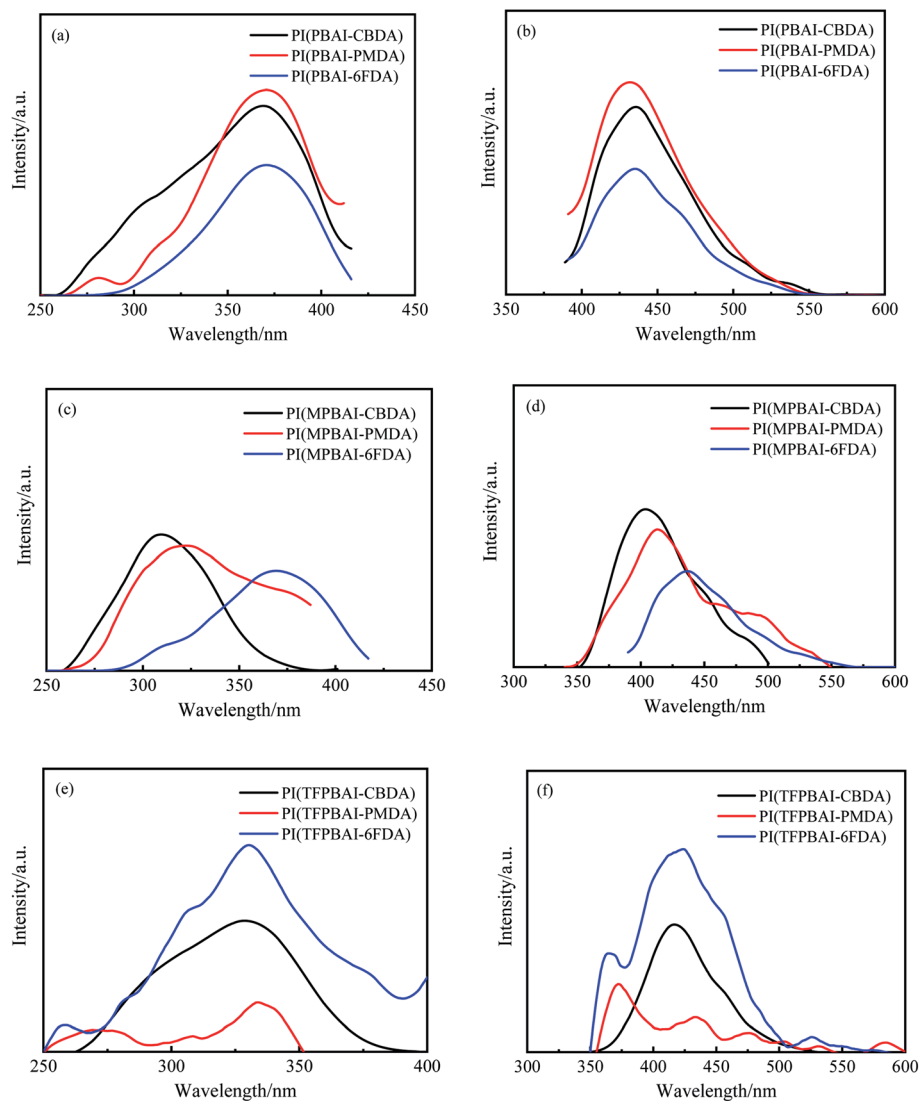 (a)
PI(PBAI-CBDA)
PI(PBAI-PMDA)
PI(PBAI-6FDA)
Intensity/a.u.
250 300 350 400 450
Wavelength/nm
(b)
PI(PBAI-CBDA)
PI(PBAI-PMDA)
PI(PBAI-6FDA)
Intensity/a.u.
350 400 450 500 550 600
Wavelength/nm
(c)
PI(MPBAI-CBDA)
PI(MPBAI-PMDA)
PI(MPBAI-6FDA)
Intensity/a.u.
250 300 350 400 450
Wavelength/nm
(d)
PI(MPBAI-CBDA)
PI(MPBAI-PMDA)
PI(MPBAI-6FDA)
Intensity/a.u.
300 350 400 450 500 550 600
Wavelength/nm
(e)
PI(TFPBAI-CBDA)
PI(TFPBAI-PMDA)
PI(TFPBAI-6FDA)
Intensity/a.u.
250 300 350 400
Wavelength/nm
(f)
PI(TFPBAI-CBDA)
PI(TFPBAI-PMDA)
PI(TFPBAI-6FDA)
Intensity/a.u.
300 350 400 450 500 550 600
Wavelength/nm